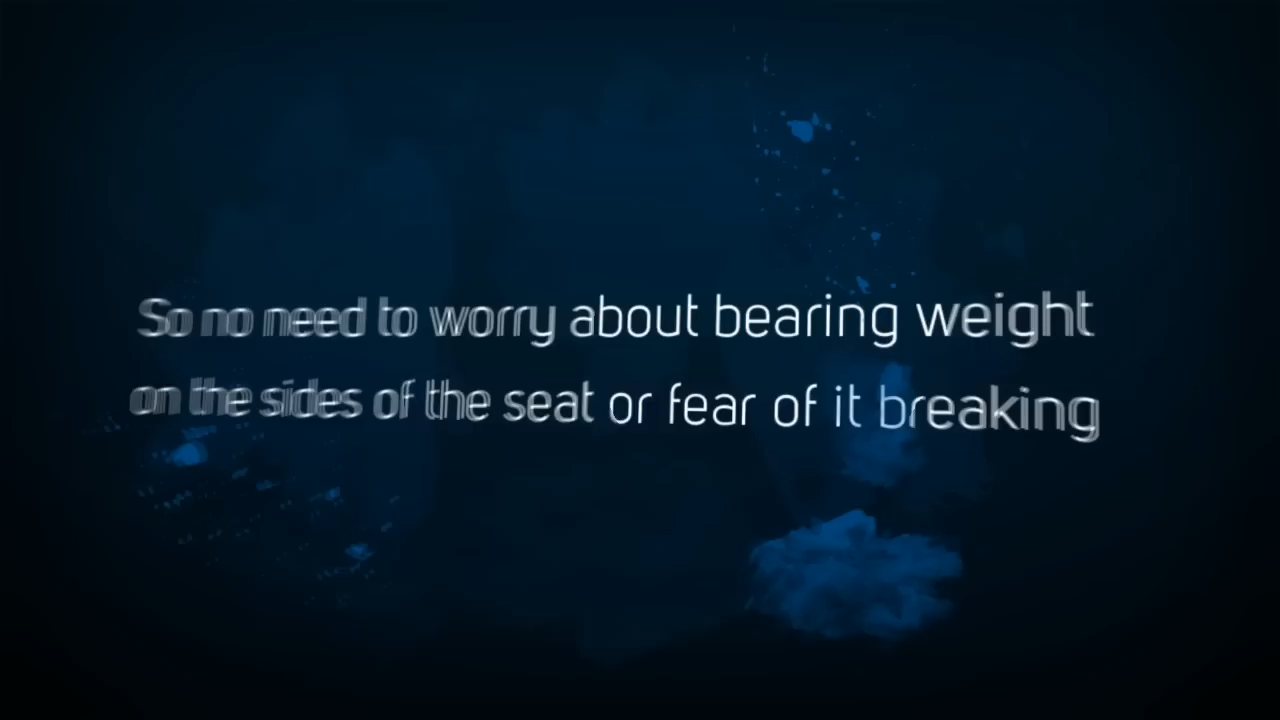 So no need to worry about bearing weight
on the sides of the seat or fear of it breaking